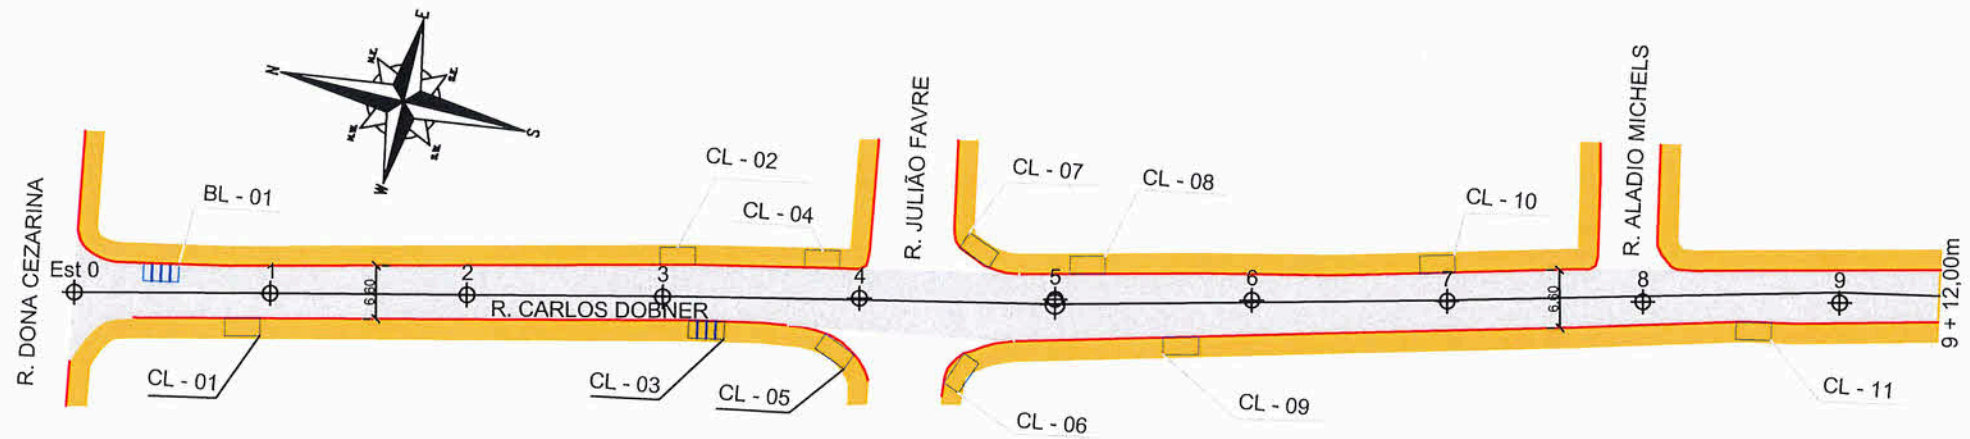 E
N
S
W
R. DONA CEZARINA
R. JULIÃO FAVRE
R. ALADIO MICHELS
BL - 01
CL - 02
CL - 04
CL - 07
CL - 08
CL - 10
Est 0
1
2
3
4
5
6
7
8
9
6,60
6,60
R. CARLOS DOBNER
9 + 12,00m
CL - 01
CL - 03
CL - 05
CL - 06
CL - 09
CL - 11